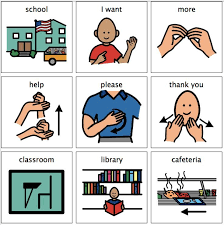 school
I want
more
help
please
thank you
classroom
library
cafeteria